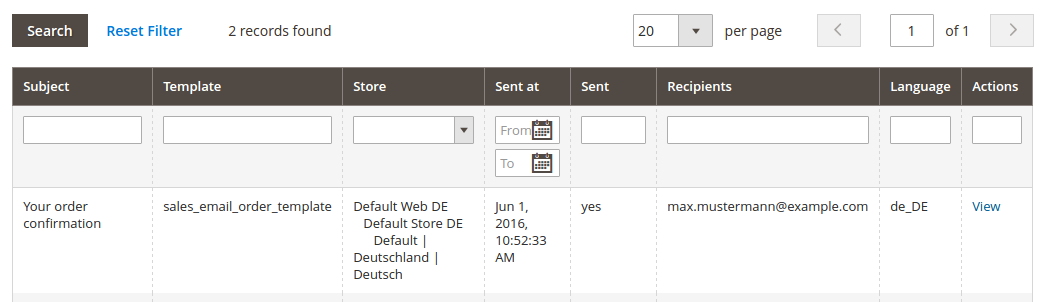 Search Reset Filter 2 records found 20 per page 1 of 1
Subject Template Store Sent at Sent Recipients Language Actions
From
To
Your order sales_email_order_template Default Web DE Jun 1, yes max.mustermann@example.com de_DE View
confirmation Default Store DE 2016,
Default | 10:52:33
Deutschland | AM
Deutsch